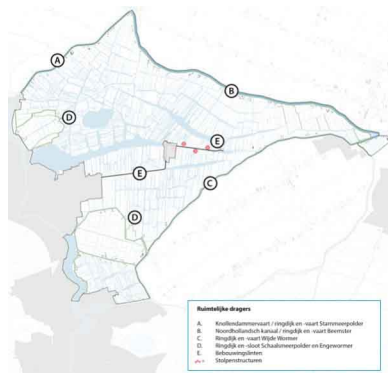 A
B
D
E
E
C
D
Ruimtelijke dragers
A. Knollendammervaart / ringdijk en -vaart Starnmeerpolder
B. Noordhollandsch kanaal / ringdijk en -vaart Beemster
C. Ringdijk en -vaart Wijde Wormer
D. Ringdijk en -sloot Schaalsmeerpolder en Engewormer
E. Bebouwingslinten
Stolpenstructuren